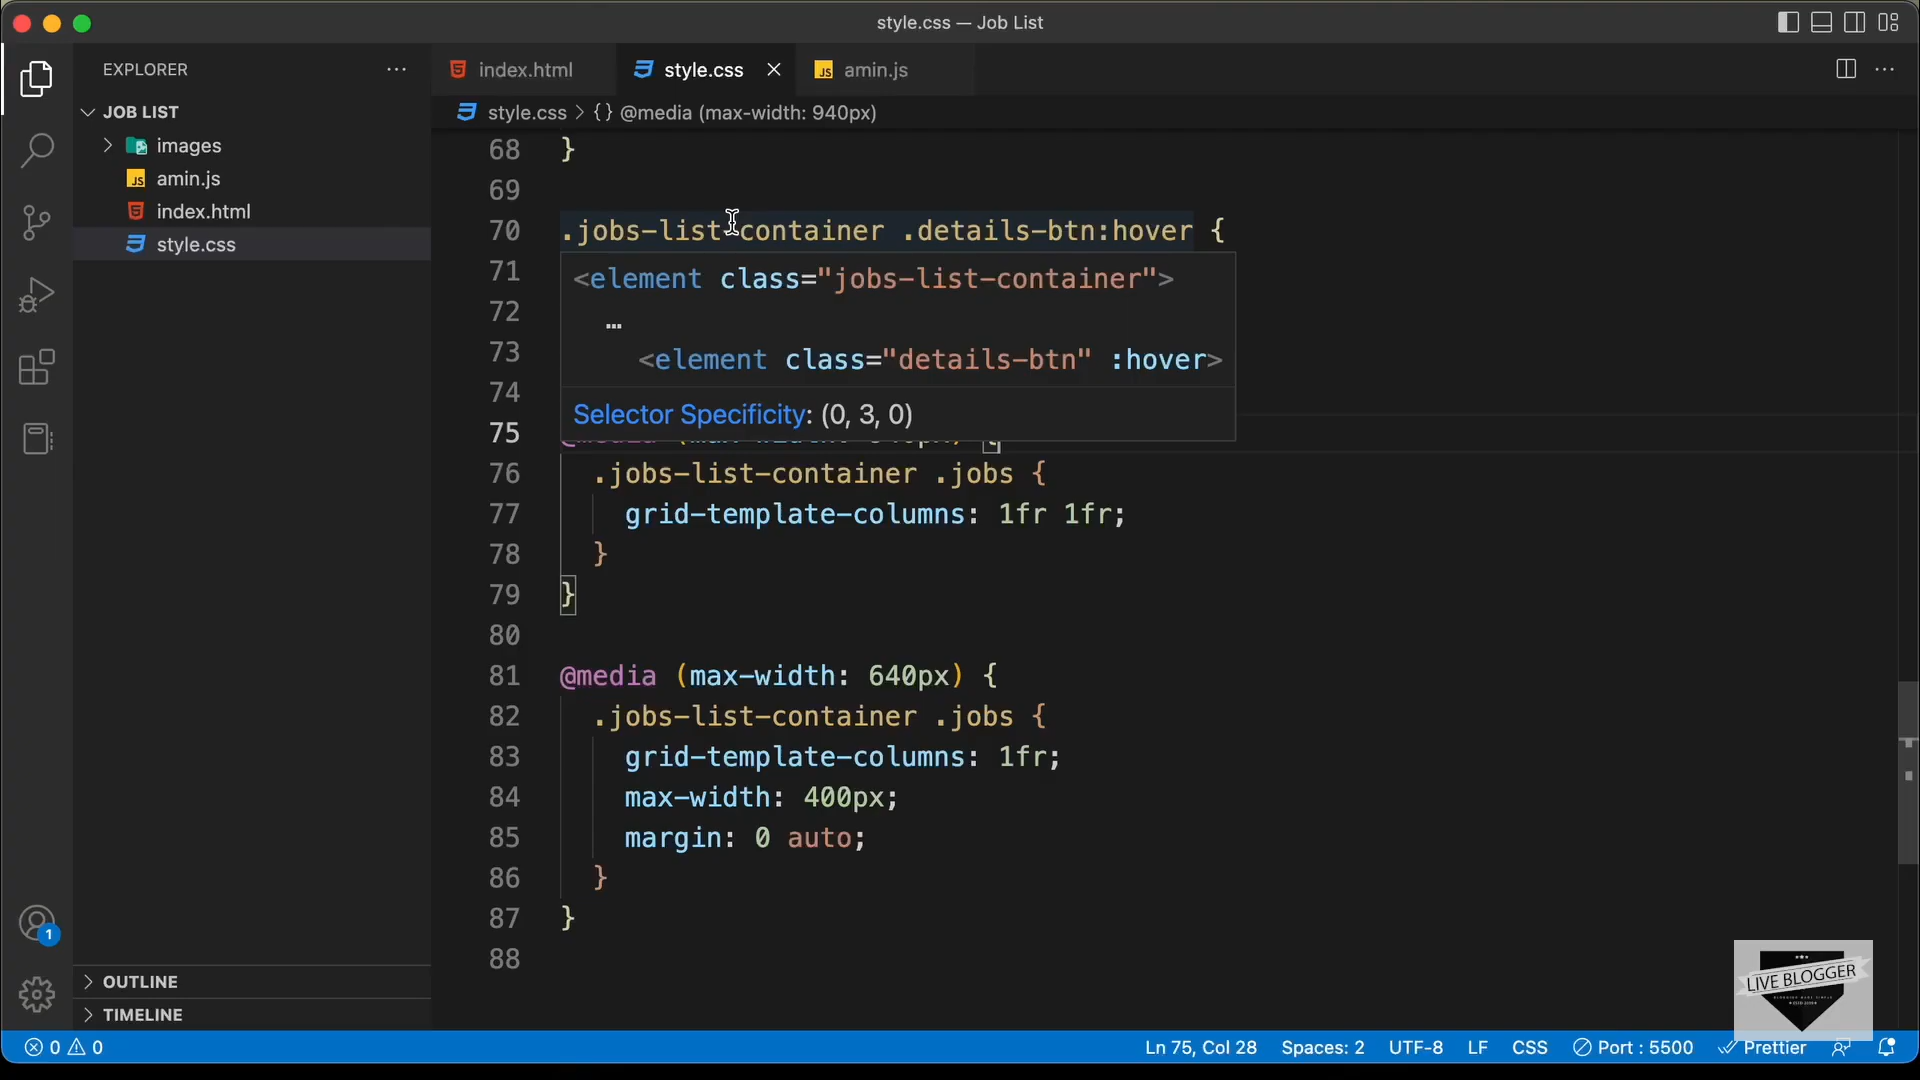 style.css — Job List
EXPLORER
index.html
style.css
amin.js
JOB LIST
style.css > {} @media (max-width: 940px)
images
amin.js
index.html
style.css
68 }
69
70 .jobs-list-container .details-btn:hover {
71 <element class="jobs-list-container">
72 …
73 <element class="details-btn" :hover>
74
Selector Specificity: (0, 3, 0)
75
76 .jobs-list-container .jobs {
77 grid-template-columns: 1fr 1fr;
78 }
79 }
80
81 @media (max-width: 640px) {
82 .jobs-list-container .jobs {
83 grid-template-columns: 1fr;
84 max-width: 400px;
85 margin: 0 auto;
86 }
87 }
88
1
OUTLINE
TIMELINE
LIVE BLOGGER
0 0
Ln 75, Col 28
Spaces: 2
UTF-8
LF
CSS
Port : 5500
Prettier